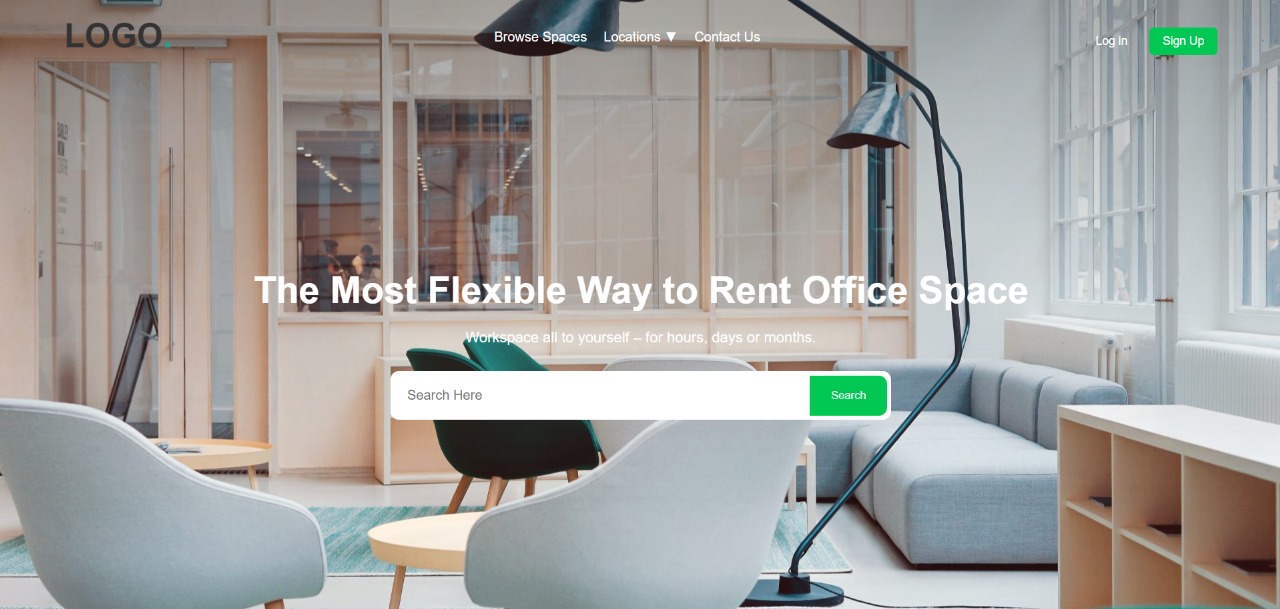 LOGO.
Browse Spaces Locations ▼ Contact Us
Log in
Sign Up
The Most Flexible Way to Rent Office Space
Workspace all to yourself – for hours, days or months.
Search Here
Search